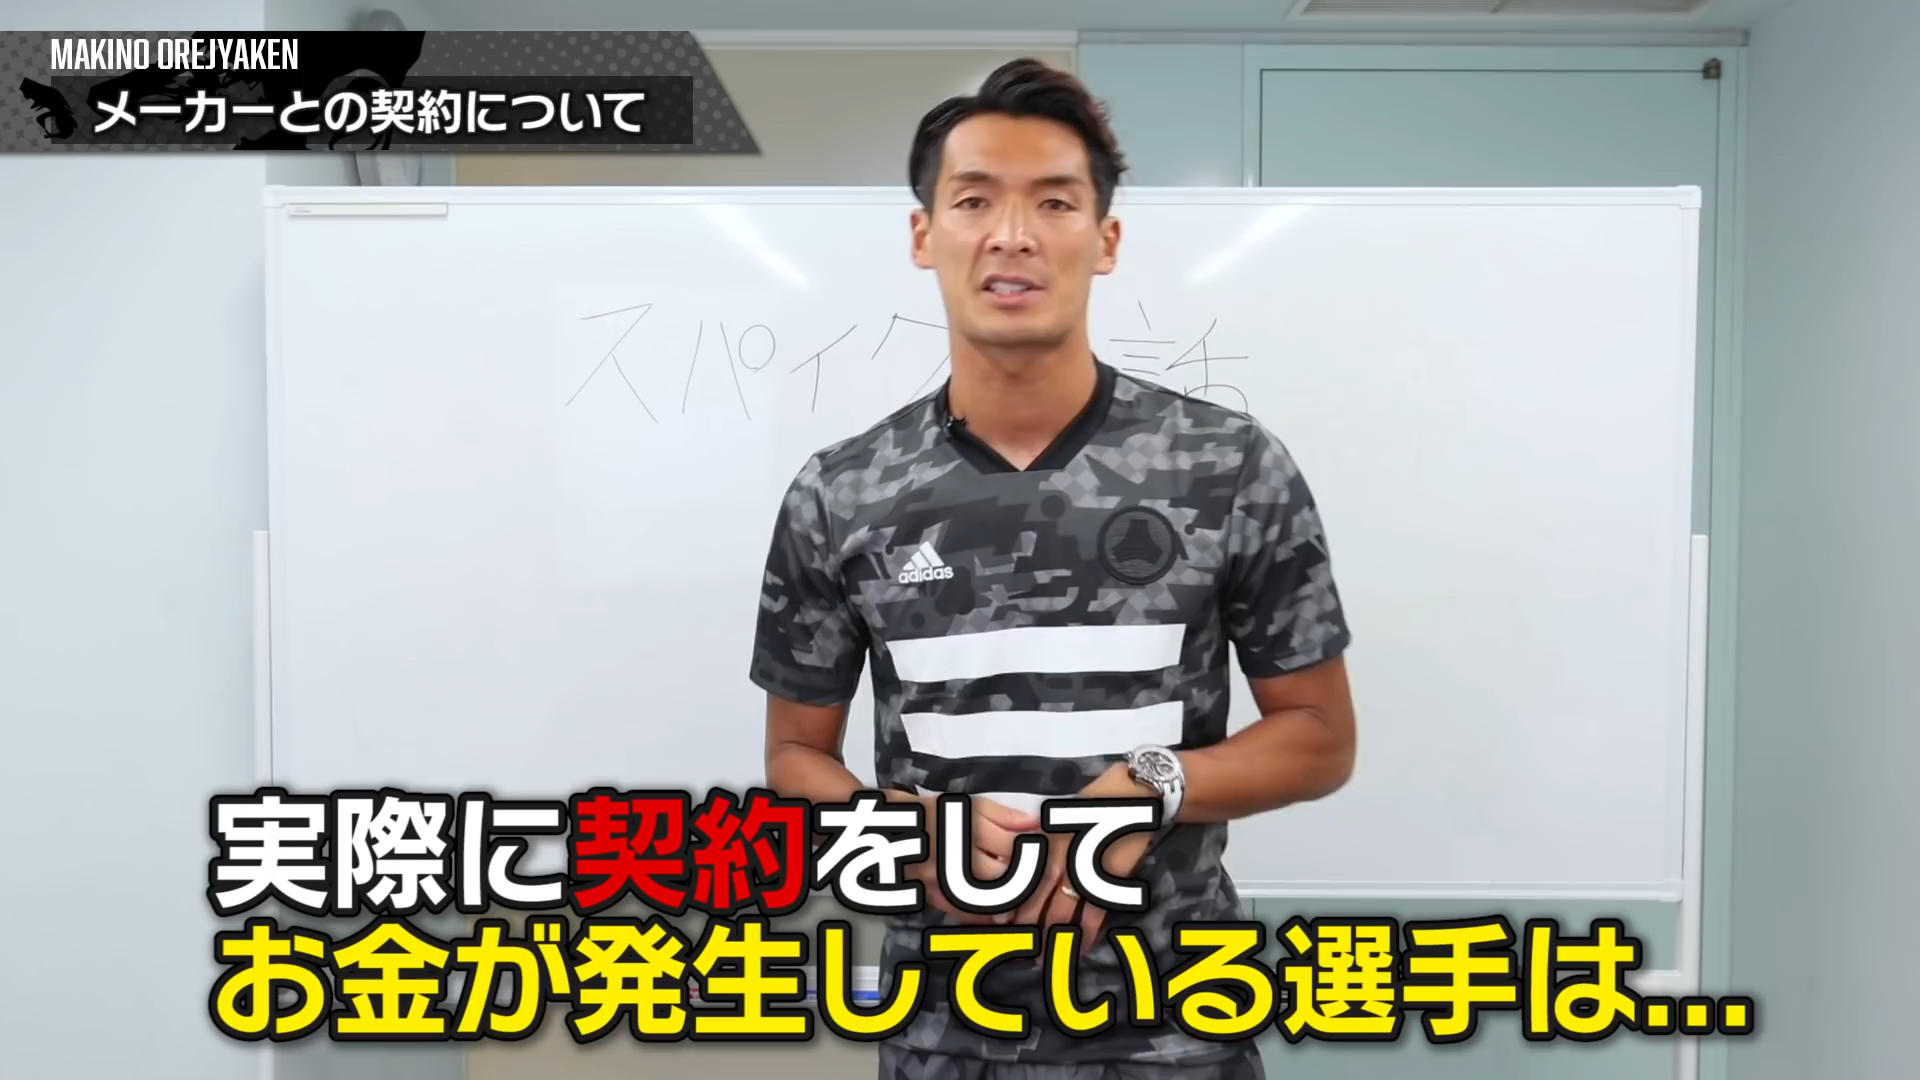 MAKINO OREJYAKEN
メーカーとの契約について
スパイク 話
adidas
実際に契約をして
お金が発生している選手は...